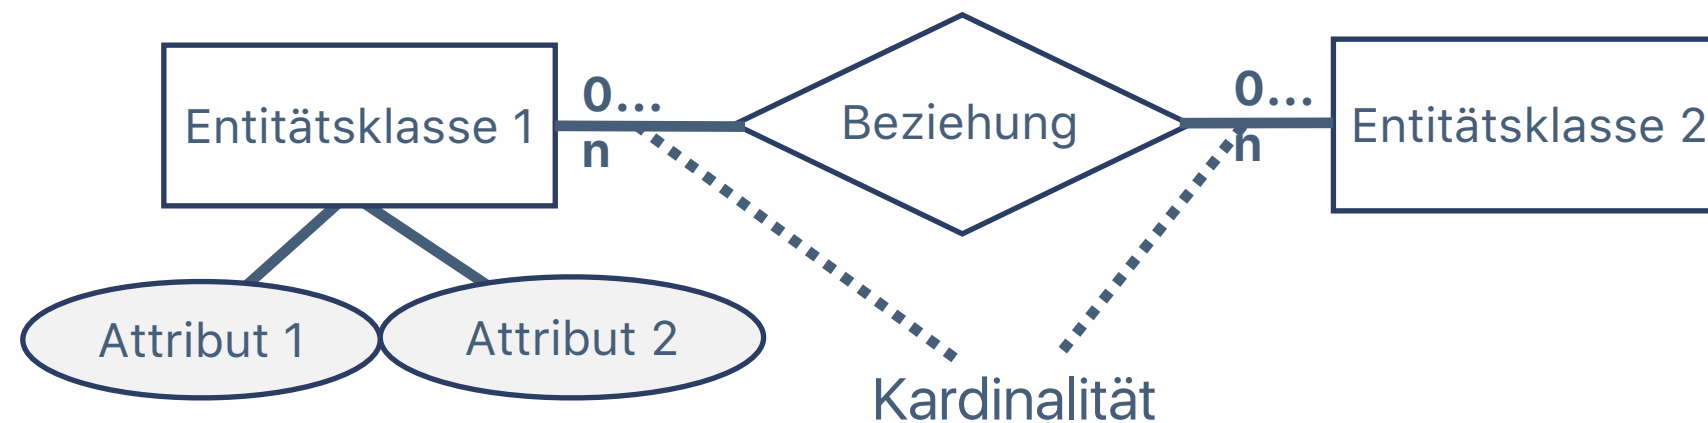 Entitätsklasse 1
0...
n
Beziehung
0...
n
Entitätsklasse 2
Attribut 1
Attribut 2
Kardinalität